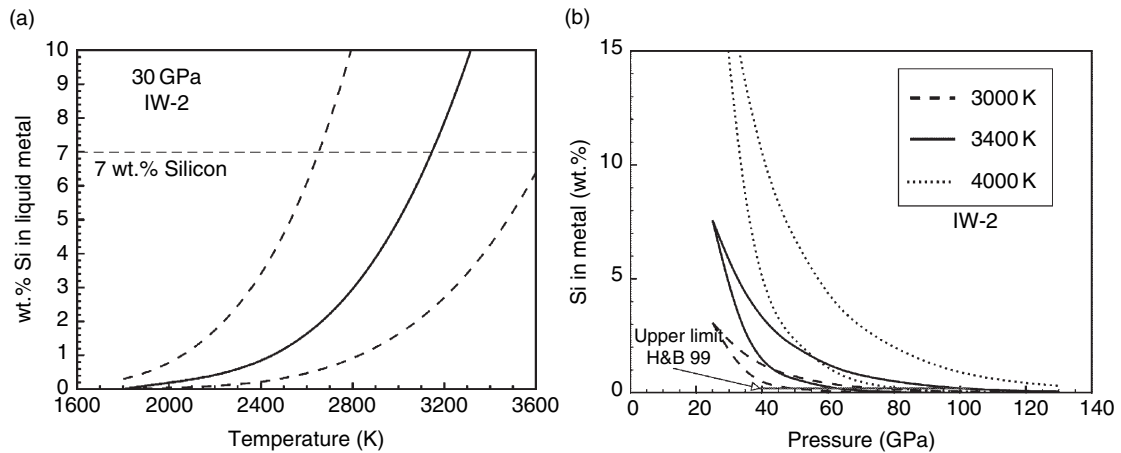 (a)
10
9
8
7
6
5
4
3
2
1
0
wt.% Si in liquid metal
30 GPa
IW-2
7 wt.% Silicon
1600 2000 2400 2800 3200 3600
Temperature (K)
(b)
15
10
5
0
Si in metal (wt.%)
3000 K
3400 K
4000 K
IW-2
Upper limit
H&B 99
0 20 40 60 80 100 120 140
Pressure (GPa)